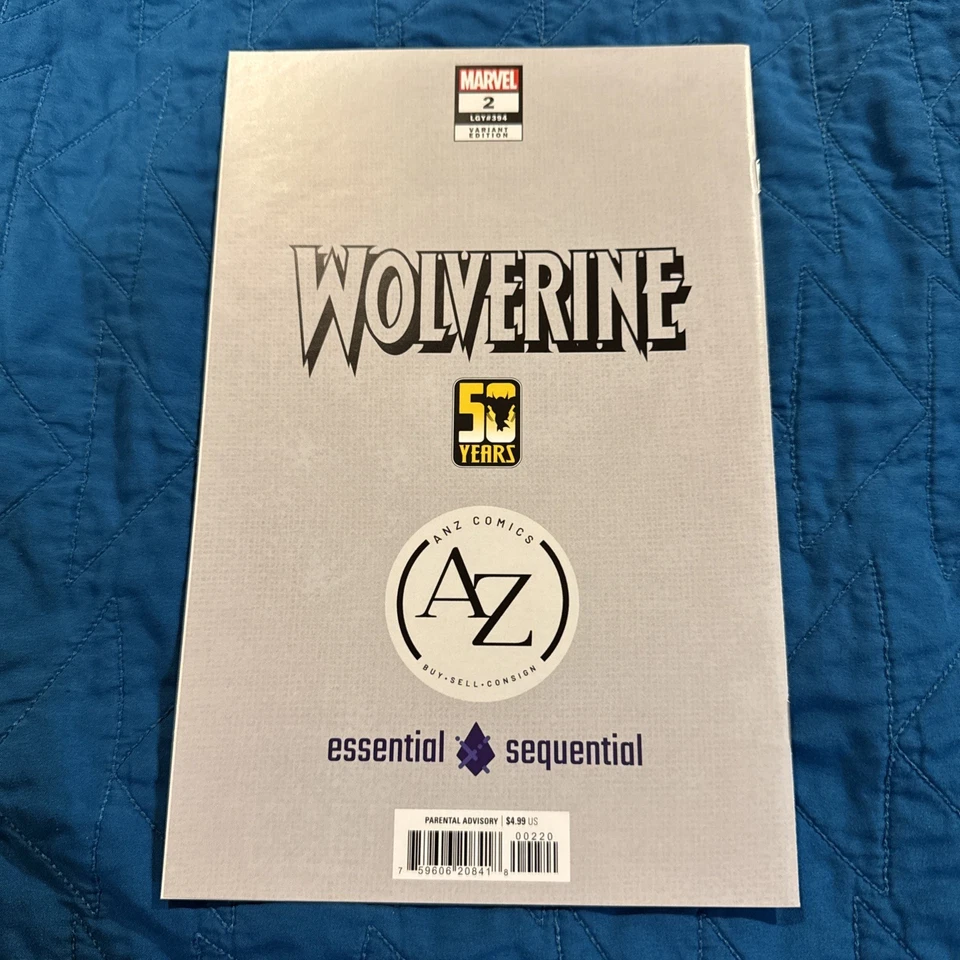 MARVEL
2
LGY#394
VARIANT
EDITION
WOLVERINE
50
YEARS
ANZ COMICS
AZ
BUY·SELL·CONSIGN
essential sequential
PARENTAL ADVISORY $4.99 US
00220
7 59606 20841 8